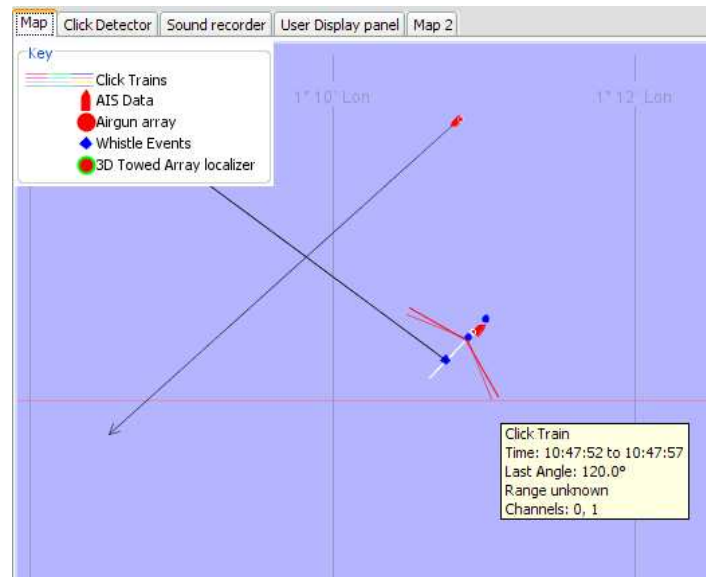 Map Click Detector Sound recorder User Display panel Map 2
Key
Click Trains
AIS Data
Airgun array
Whistle Events
3D Towed Array localizer
1° 10' Lon
1° 12' Lon
Click Train
Time: 10:47:52 to 10:47:57
Last Angle: 120.0°
Range unknown
Channels: 0, 1